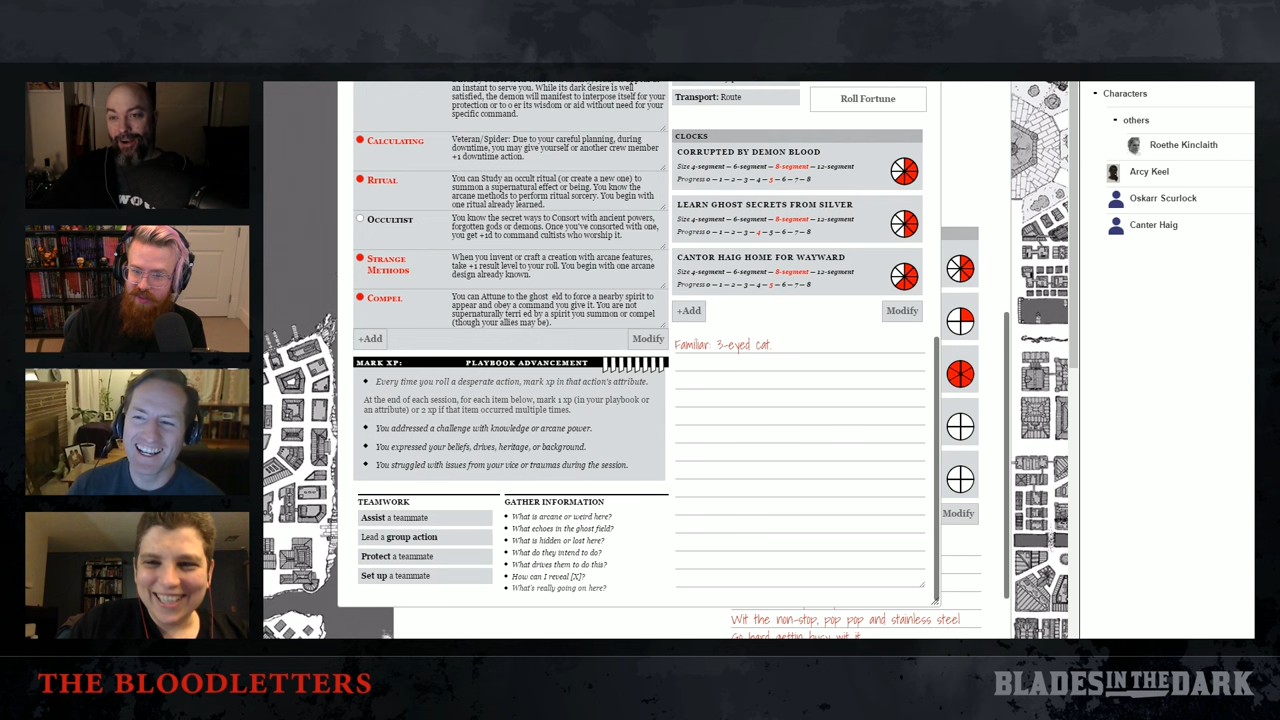 an instant to serve you. While its dark desire is well
satisfied, the demon will manifest to interpose itself for your
protection or to o er its wisdom or aid without need for your
specific command.
CALCULATING
Veteran/Spider: Due to your careful planning, during
downtime, you may give yourself or another crew member
+1 downtime action.
RITUAL
You can Study an occult ritual (or create a new one) to
summon a supernatural effect or being. You know the
arcane methods to perform ritual sorcery. You begin with
one ritual already learned.
OCCULTIST
You know the secret ways to Consort with ancient powers,
forgotten gods or demons. Once you've consorted with one,
you get +1d to command cultists who worship it.
STRANGE
METHODS
When you invent or craft a creation with arcane features,
take +1 result level to your roll. You begin with one arcane
design already known.
COMPEL
You can Attune to the ghost eld to force a nearby spirit to
appear and obey a command you give it. You are not
supernaturally terri ed by a spirit you summon or compel
(though your allies may be).
+Add
Modify
MARK XP:
PLAYBOOK ADVANCEMENT
Every time you roll a desperate action, mark xp in that action's attribute.
At the end of each session, for each item below, mark 1 xp (in your playbook or
an attribute) or 2 xp if that item occurred multiple times.
You addressed a challenge with knowledge or arcane power.
You expressed your beliefs, drives, heritage, or background.
You struggled with issues from your vice or traumas during the session.
TEAMWORK
Assist a teammate
Lead a group action
Protect a teammate
Set up a teammate
GATHER INFORMATION
What is arcane or weird here?
What echoes in the ghost field?
What is hidden or lost here?
What do they intend to do?
What drives them to do this?
How can I reveal [X]?
What's really going on here?
Transport: Route
Roll Fortune
CLOCKS
CORRUPTED BY DEMON BLOOD
Size 4-segment — 6-segment — 8-segment — 12-segment
Progress 0 — 1 — 2 — 3 — 4 — 5 — 6 — 7 — 8
LEARN GHOST SECRETS FROM SILVER
Size 4-segment — 6-segment — 8-segment — 12-segment
Progress 0 — 1 — 2 — 3 — 4 — 5 — 6 — 7 — 8
CANTOR HAIG HOME FOR WAYWARD
Size 4-segment — 6-segment — 8-segment — 12-segment
Progress 0 — 1 — 2 — 3 — 4 — 5 — 6 — 7 — 8
+Add
Modify
Familiar: 3-eyed cat.
Modify
Wit the non-stop, pop pop and stainless steel
Go hard gettin busy wit it
Characters
others
Roethe Kinclaith
Arcy Keel
Oskarr Scurlock
Canter Haig
THE BLOODLETTERS
BLADES IN THE DARK